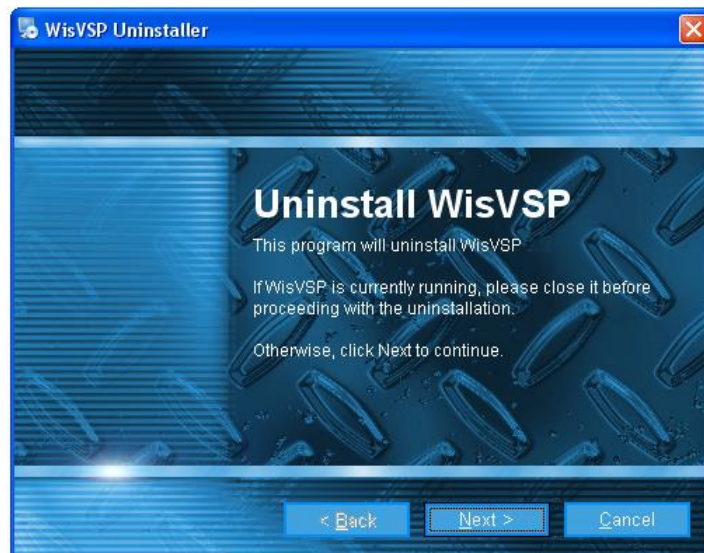 WisVSP Uninstaller
Uninstall WisVSP
This program will uninstall WisVSP
If WisVSP is currently running, please close it before
proceeding with the uninstallation.
Otherwise, click Next to continue.
< Back
Next >
Cancel